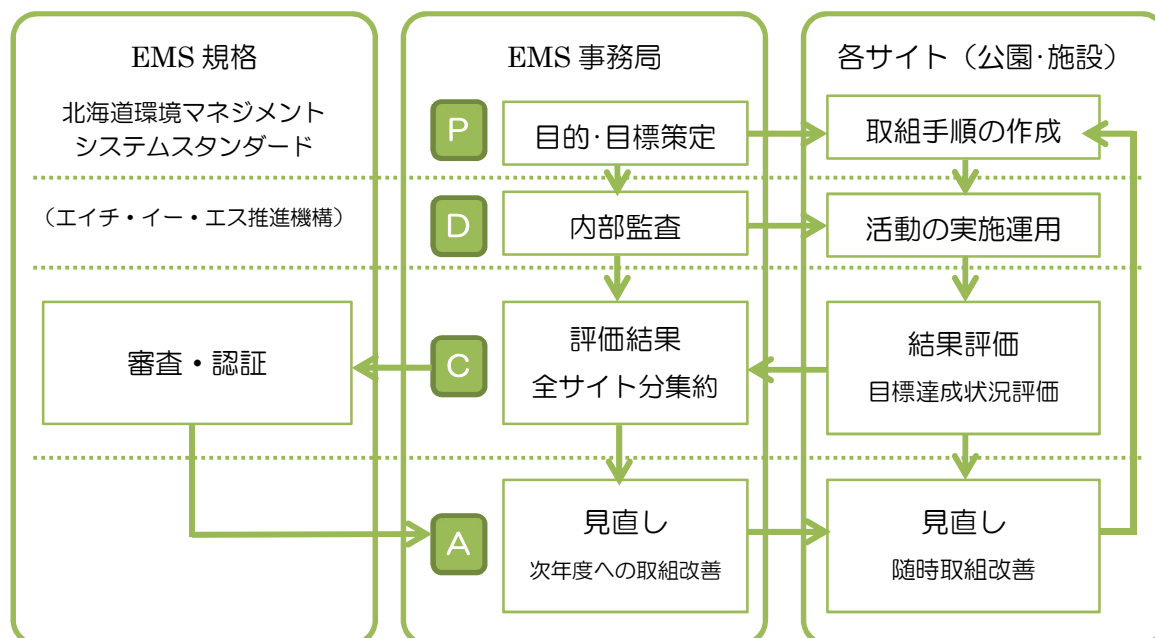 EMS 規格
北海道環境マネジメント
システムスタンダード
（エイチ・イー・エス推進機構）
審査・認証
EMS 事務局
P
目的・目標策定
D
内部監査
C
評価結果
全サイト分集約
A
見直し
次年度への取組改善
各サイト（公園・施設）
取組手順の作成
活動の実施運用
結果評価
目標達成状況評価
見直し
随時取組改善